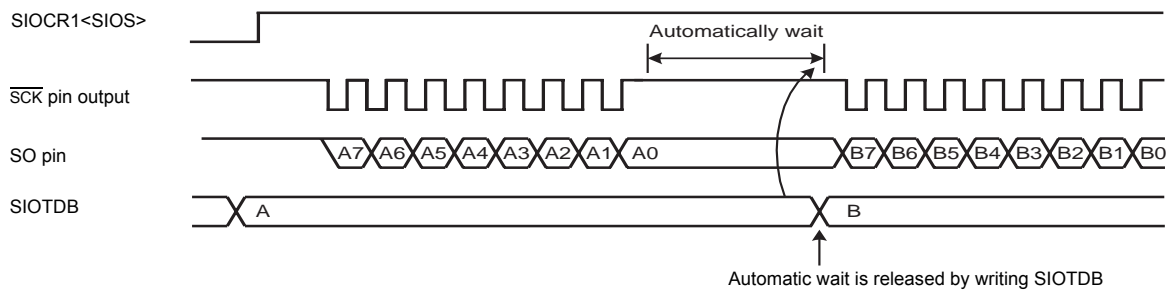 SIOCR1<SIOS>
Automatically wait
SCK pin output
SO pin
A7 A6 A5 A4 A3 A2 A1 A0 B7 B6 B5 B4 B3 B2 B1 B0
SIOTDB
A B
Automatic wait is released by writing SIOTDB